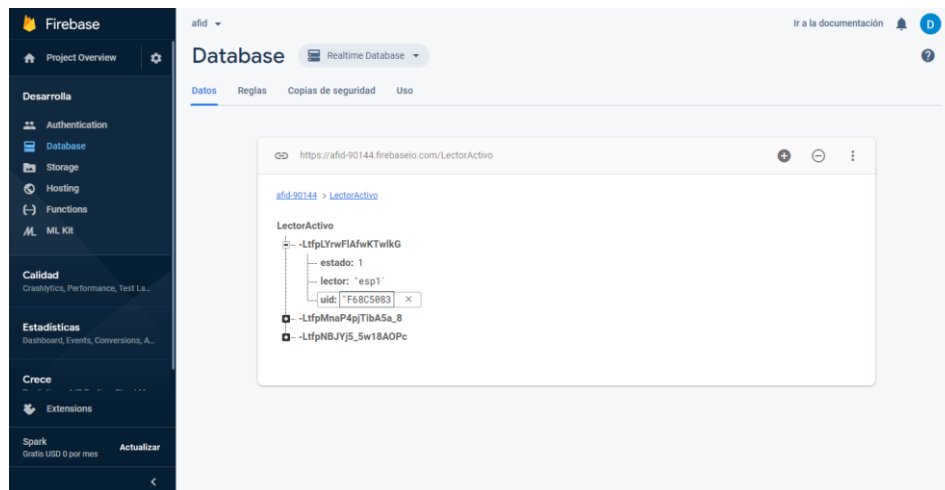 Firebase
Project Overview
Desarrolla
Authentication
Database
Storage
Hosting
Functions
ML Kit
Calidad
Crashlytics, Performance, Test La...
Estadísticas
Dashboard, Events, Conversions, A...
Crece
Extensions
Spark
Gratis USD 0 por mes
Actualizar
afid
Ir a la documentación
D
Database
Realtime Database
Datos Reglas Copias de seguridad Uso
https://afid-90144.firebaseio.com/LectorActivo
afid-90144 > LectorActivo
LectorActivo
-LtfpLYrwFlAfwKTwlkG
estado: 1
lector: "esp1"
uid: "F68C5083
-LtfpMnaP4pjTibA5a_8
-LtfpNBJYj5_5w18AOPc